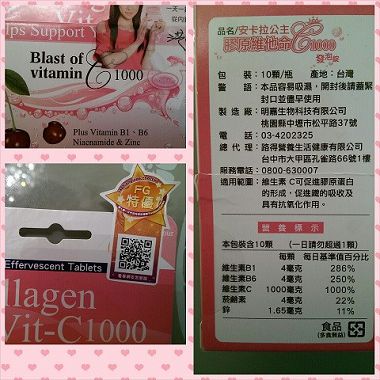 lps Support Y
Blast of
vitamin C 1000
Plus Vitamin B1、B6
Niacnamide & Zinc
FG
特優
Effervescent Tablets
llagen
Vit-C1000
品名/安卡拉公主
膠原維他命C1000
發泡錠
包　裝：10顆/瓶　產地：台灣
警　語：本品容易吸濕，開封後請蓋緊
封口並儘早使用
製 造 廠：明嘉生物科技有限公司
桃園縣中壢市松平路37號
電　話：03-4202325
總 代 理：路得營養生活健康有限公司
台中市大甲區孔雀路66號1樓
服務電話：0800-630007
適用範圍：維生素 C可促進膠原蛋白
的形成，促進鐵的吸收及
具有抗氧化作用。
營 養 標 示
本包裝含10顆　(一日請勿超過1顆)
每顆　每日基準值百分比
維生素B1　4毫克　286%
維生素B6　4毫克　250%
維生素C　1000毫克　1000%
菸鹼素　4毫克　22%
鋅　1.65毫克　11%
食品